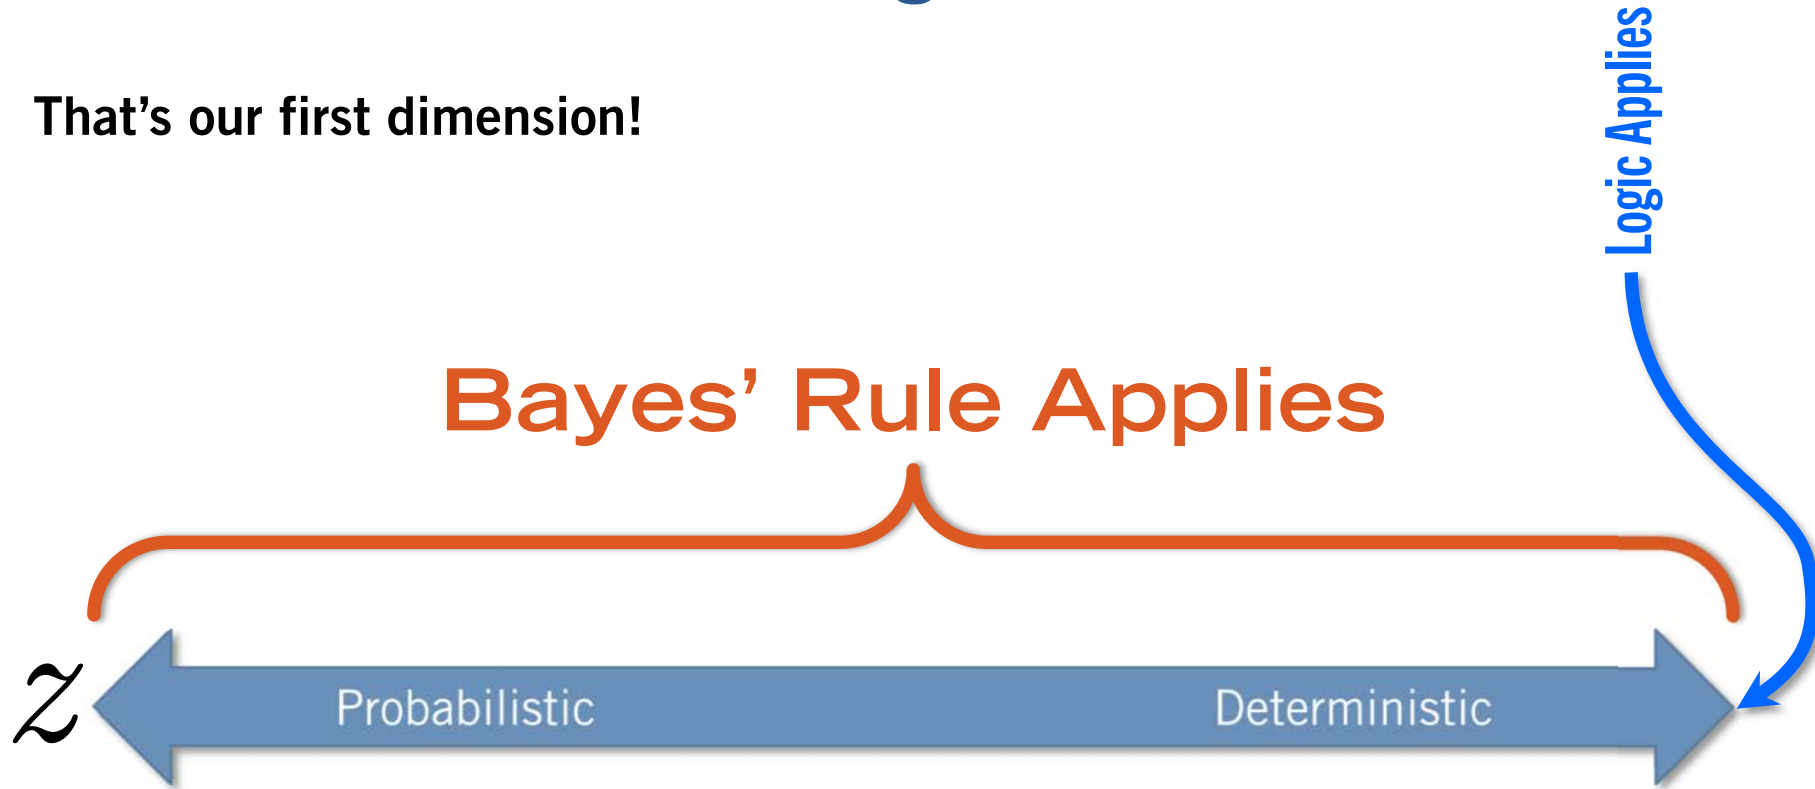 Logic Applies
That's our first dimension!
Bayes' Rule Applies
z
Probabilistic
Deterministic